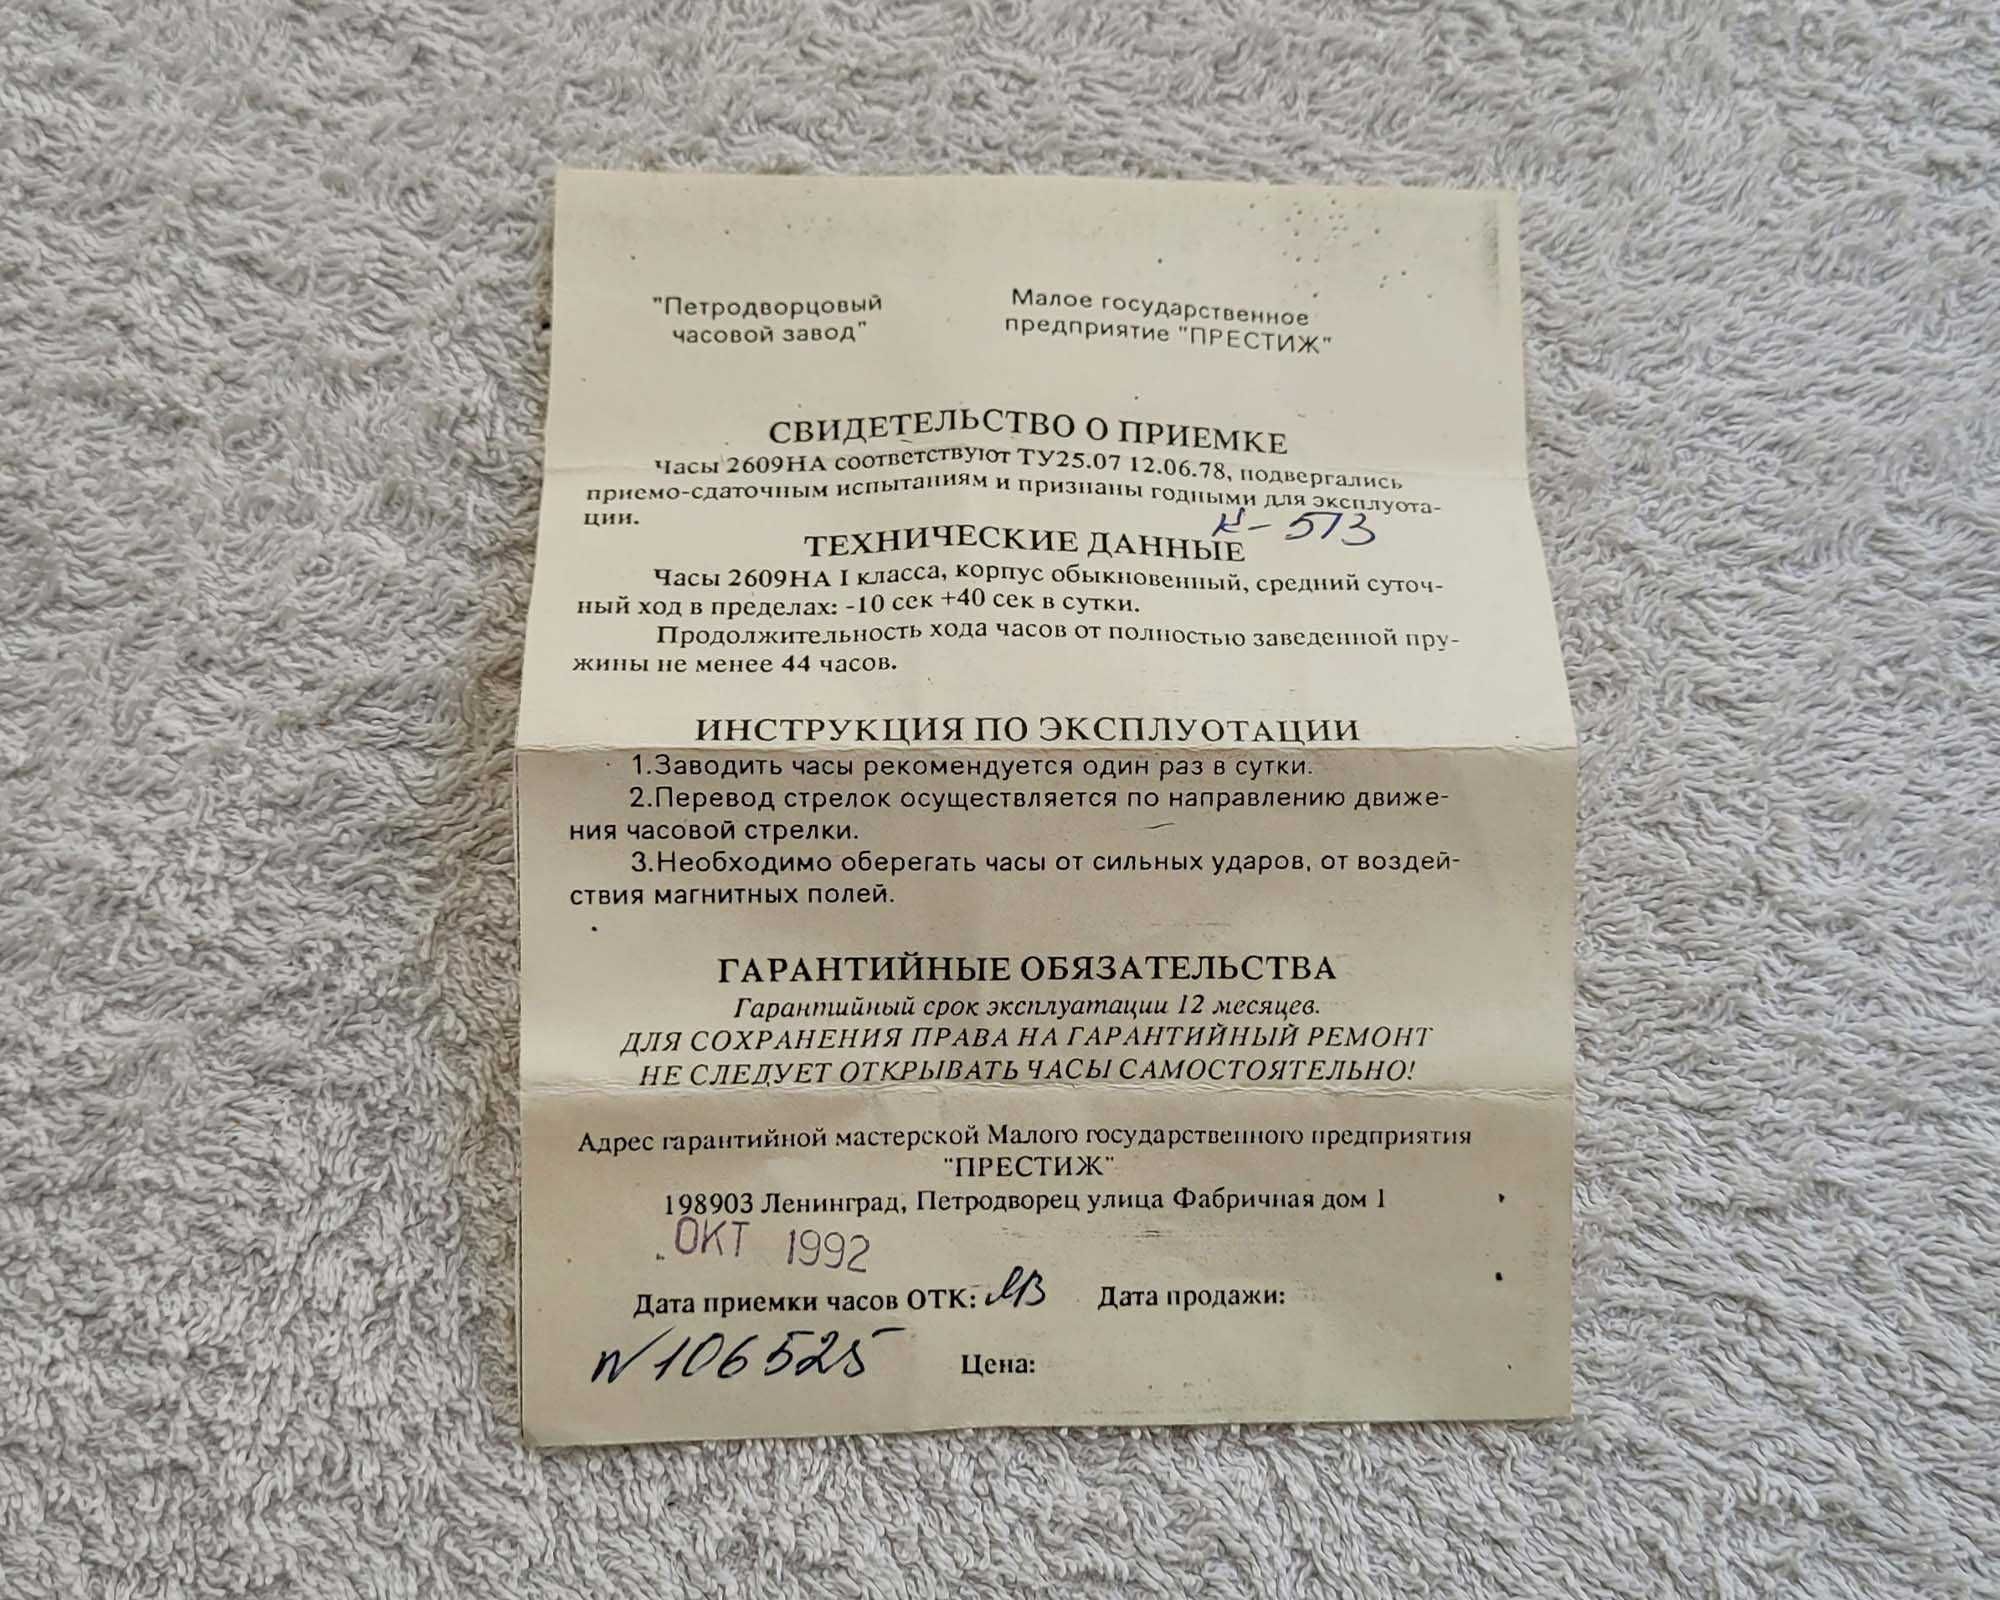 "Петродворцовый
часовой завод"
Малое государственное
предприятие "ПРЕСТИЖ"
СВИДЕТЕЛЬСТВО О ПРИЕМКЕ
Часы 2609НА соответствуют ТУ25.07 12.06.78, подвергались
приемо-сдаточным испытаниям и признаны годными для эксплуота-
ции.
К-513
ТЕХНИЧЕСКИЕ ДАННЫЕ
Часы 2609НА I класса, корпус обыкновенный, средний суточ-
ный ход в пределах: -10 сек +40 сек в сутки.
Продолжительность хода часов от полностью заведенной пру-
жины не менее 44 часов.
ИНСТРУКЦИЯ ПО ЭКСПЛУОТАЦИИ
1.Заводить часы рекомендуется один раз в сутки.
2.Перевод стрелок осуществляется по направлению движе-
ния часовой стрелки.
3.Необходимо оберегать часы от сильных ударов, от воздей-
ствия магнитных полей.
ГАРАНТИЙНЫЕ ОБЯЗАТЕЛЬСТВА
Гарантийный срок эксплуатации 12 месяцев.
ДЛЯ СОХРАНЕНИЯ ПРАВА НА ГАРАНТИЙНЫЙ РЕМОНТ
НЕ СЛЕДУЕТ ОТКРЫВАТЬ ЧАСЫ САМОСТОЯТЕЛЬНО!
Адрес гарантийной мастерской Малого государственного предприятия
"ПРЕСТИЖ"
198903 Ленинград, Петродворец улица Фабричная дом 1
ОКТ 1992
Дата приемки часов ОТК: Дата продажи:
N 106525 Цена: